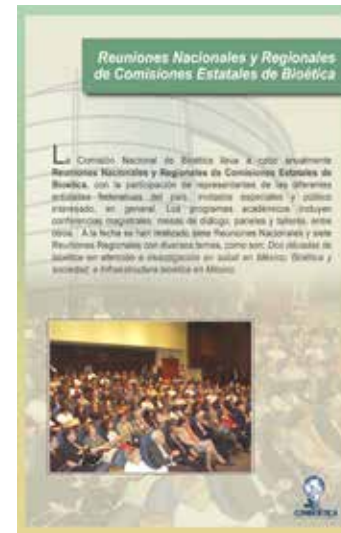 Reuniones Nacionales y Regionales
de Comisiones Estatales de Bioética
La Comisión Nacional de Bioética lleva a cabo anualmente
Reuniones Nacionales y Regionales de Comisiones Estatales de
Bioética, con la participación de representantes de las diferentes
entidades federativas del país, invitados especiales y público
interesado, en general. Los programas académicos incluyen
conferencias magistrales, mesas de diálogo, paneles y talleres, entre
otros. A la fecha se han realizado siete Reuniones Nacionales y siete
Reuniones Regionales con diversos temas, como son: Dos décadas de
bioética en atención e investigación en salud en México; Bioética y
sociedad; e Infraestructura bioética en México.
CONBIOÉTICA